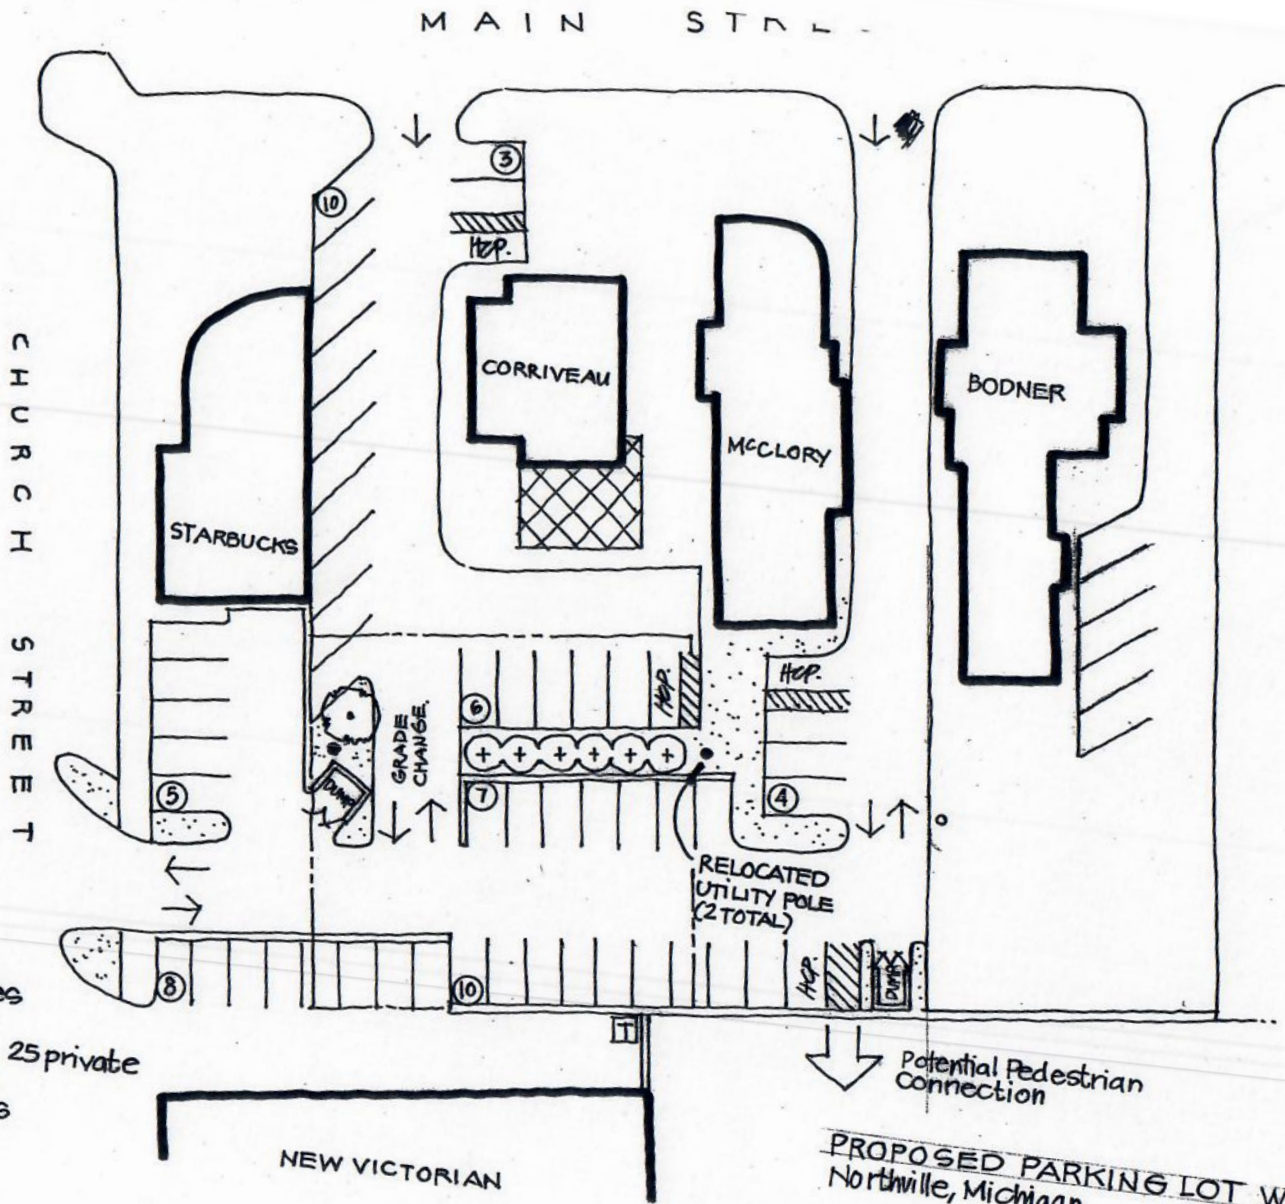 MAIN
3
10
HCP.
CHURCH STREET
CORRIVEAU
BODNER
McCLORY
STARBUCKS
HCP.
HCP.
6
GRADE
CHANGE
DUMP
5
7
4
RELOCATED
UTILITY POLE
(2 TOTAL)
HCP.
DUMP
8
10
T
25 private
Potential Pedestrian
Connection
NEW VICTORIAN
PROPOSED PARKING LOT
Northville, Michigan